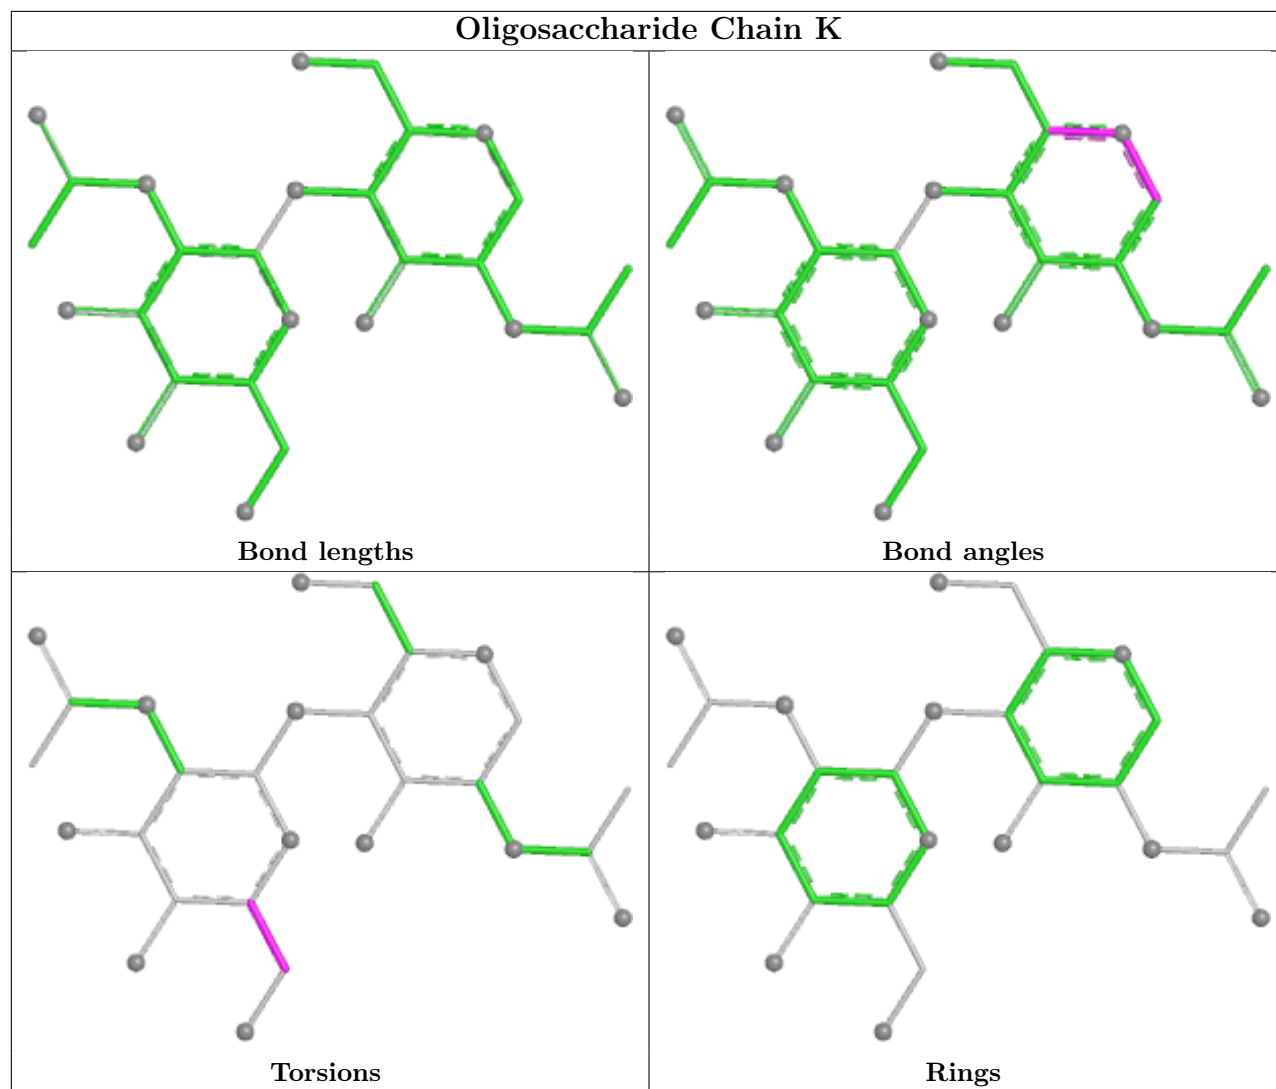 Oligosaccharide Chain K
Bond lengths
Bond angles
Torsions
Rings